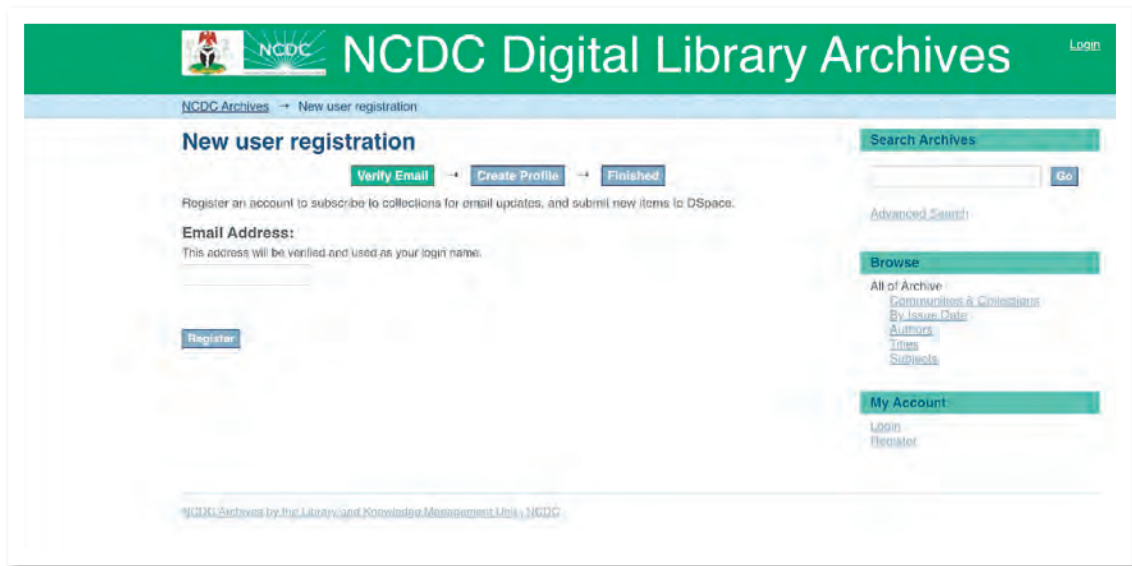 NCDC
NCDC Digital Library Archives
Login
NCDC Archives → New user registration
New user registration
Verify Email → Create Profile → Finished
Register an account to subscribe to collections for email updates, and submit new items to DSpace.
Email Address:
This address will be verified and used as your login name.
Register
Search Archives
Go
Advanced Search
Browse
All of Archive
Communities & Collections
By Issue Date
Authors
Titles
Subjects
My Account
Login
Register
NCDC Archives by the Library and Knowledge Management Unit, NCDC